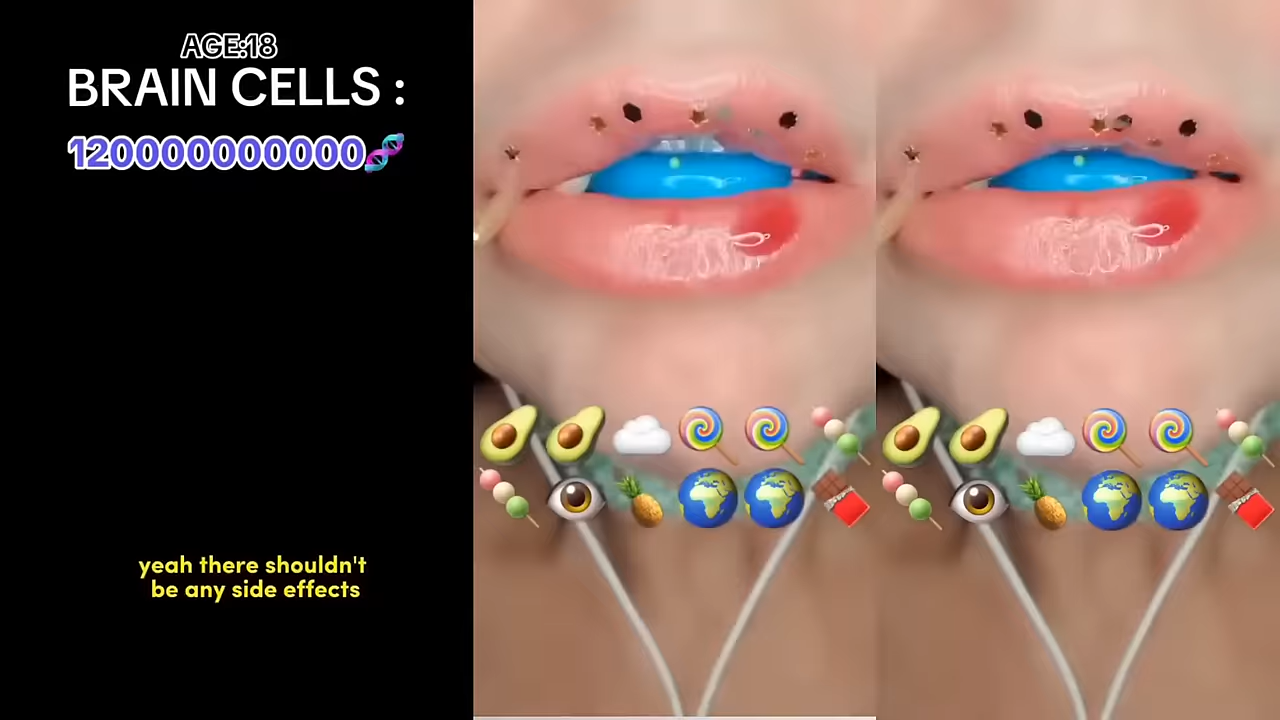 AGE:18
BRAIN CELLS :
120000000000🧬
yeah there shouldn't
be any side effects